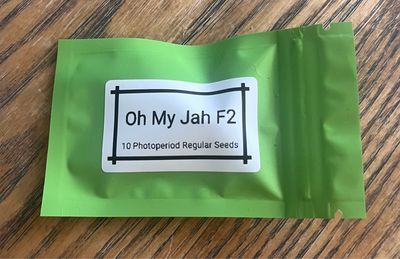 Oh My Jah F2
10 Photoperiod Regular Seeds